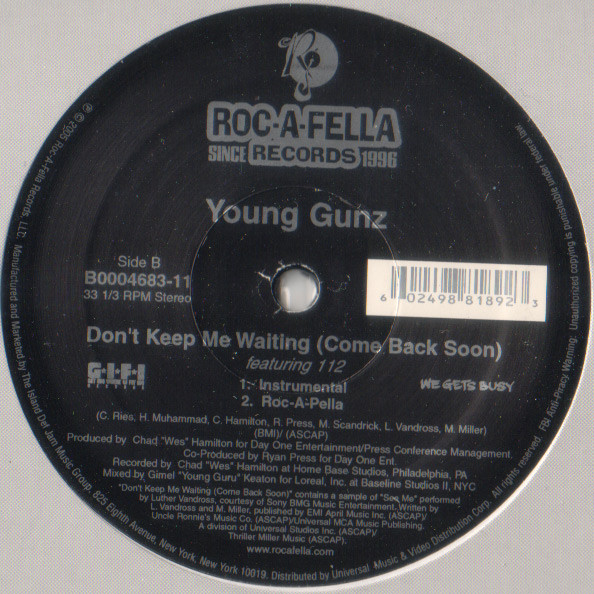 ROC-A-FELLA
SINCE RECORDS 1996
Young Gunz
Side B
B0004683-11
33 1/3 RPM Stereo
6 02498 81892 3
Don't Keep Me Waiting (Come Back Soon)
featuring 112
1. Instrumental
2. Roc-A-Pella
WE GETS BUSY
(C. Ries, H. Muhammad, C. Hamilton, R. Press, M. Scandrick, L. Vandross, M. Miller)
(BMI)/ (ASCAP)
Produced by Chad "Wes" Hamilton for Day One Entertainment/Press Conference Management.
Co-Produced by Ryan Press for Day One Ent.
Recorded by Chad "Wes" Hamilton at Home Base Studios, Philadelphia, PA
Mixed by Gimel "Young Guru" Keaton for Loreal, Inc. at Baseline Studios II, NYC
"Don't Keep Me Waiting (Come Back Soon)" contains a sample of "See Me" performed
by Luther Vandross, courtesy of Sony BMG Music Entertainment. Written by
L. Vandross and M. Miller, published by EMI April Music Inc. (ASCAP)/
Uncle Ronnie's Music Co. (ASCAP)/Universal MCA Music Publishing.
A division of Universal Studios Inc. (ASCAP)/
Thriller Miller Music (ASCAP).
www.rocafella.com
℗ © 2005 Roc-A-Fella Records, LLC. Manufactured and Marketed by The Island Def Jam Music Group, 825 Eighth Avenue, New York, New York 10019. Distributed by Universal Music & Video Distribution Corp. All rights reserved. FBI Anti-Piracy Warning: Unauthorized copying is punishable under federal law.